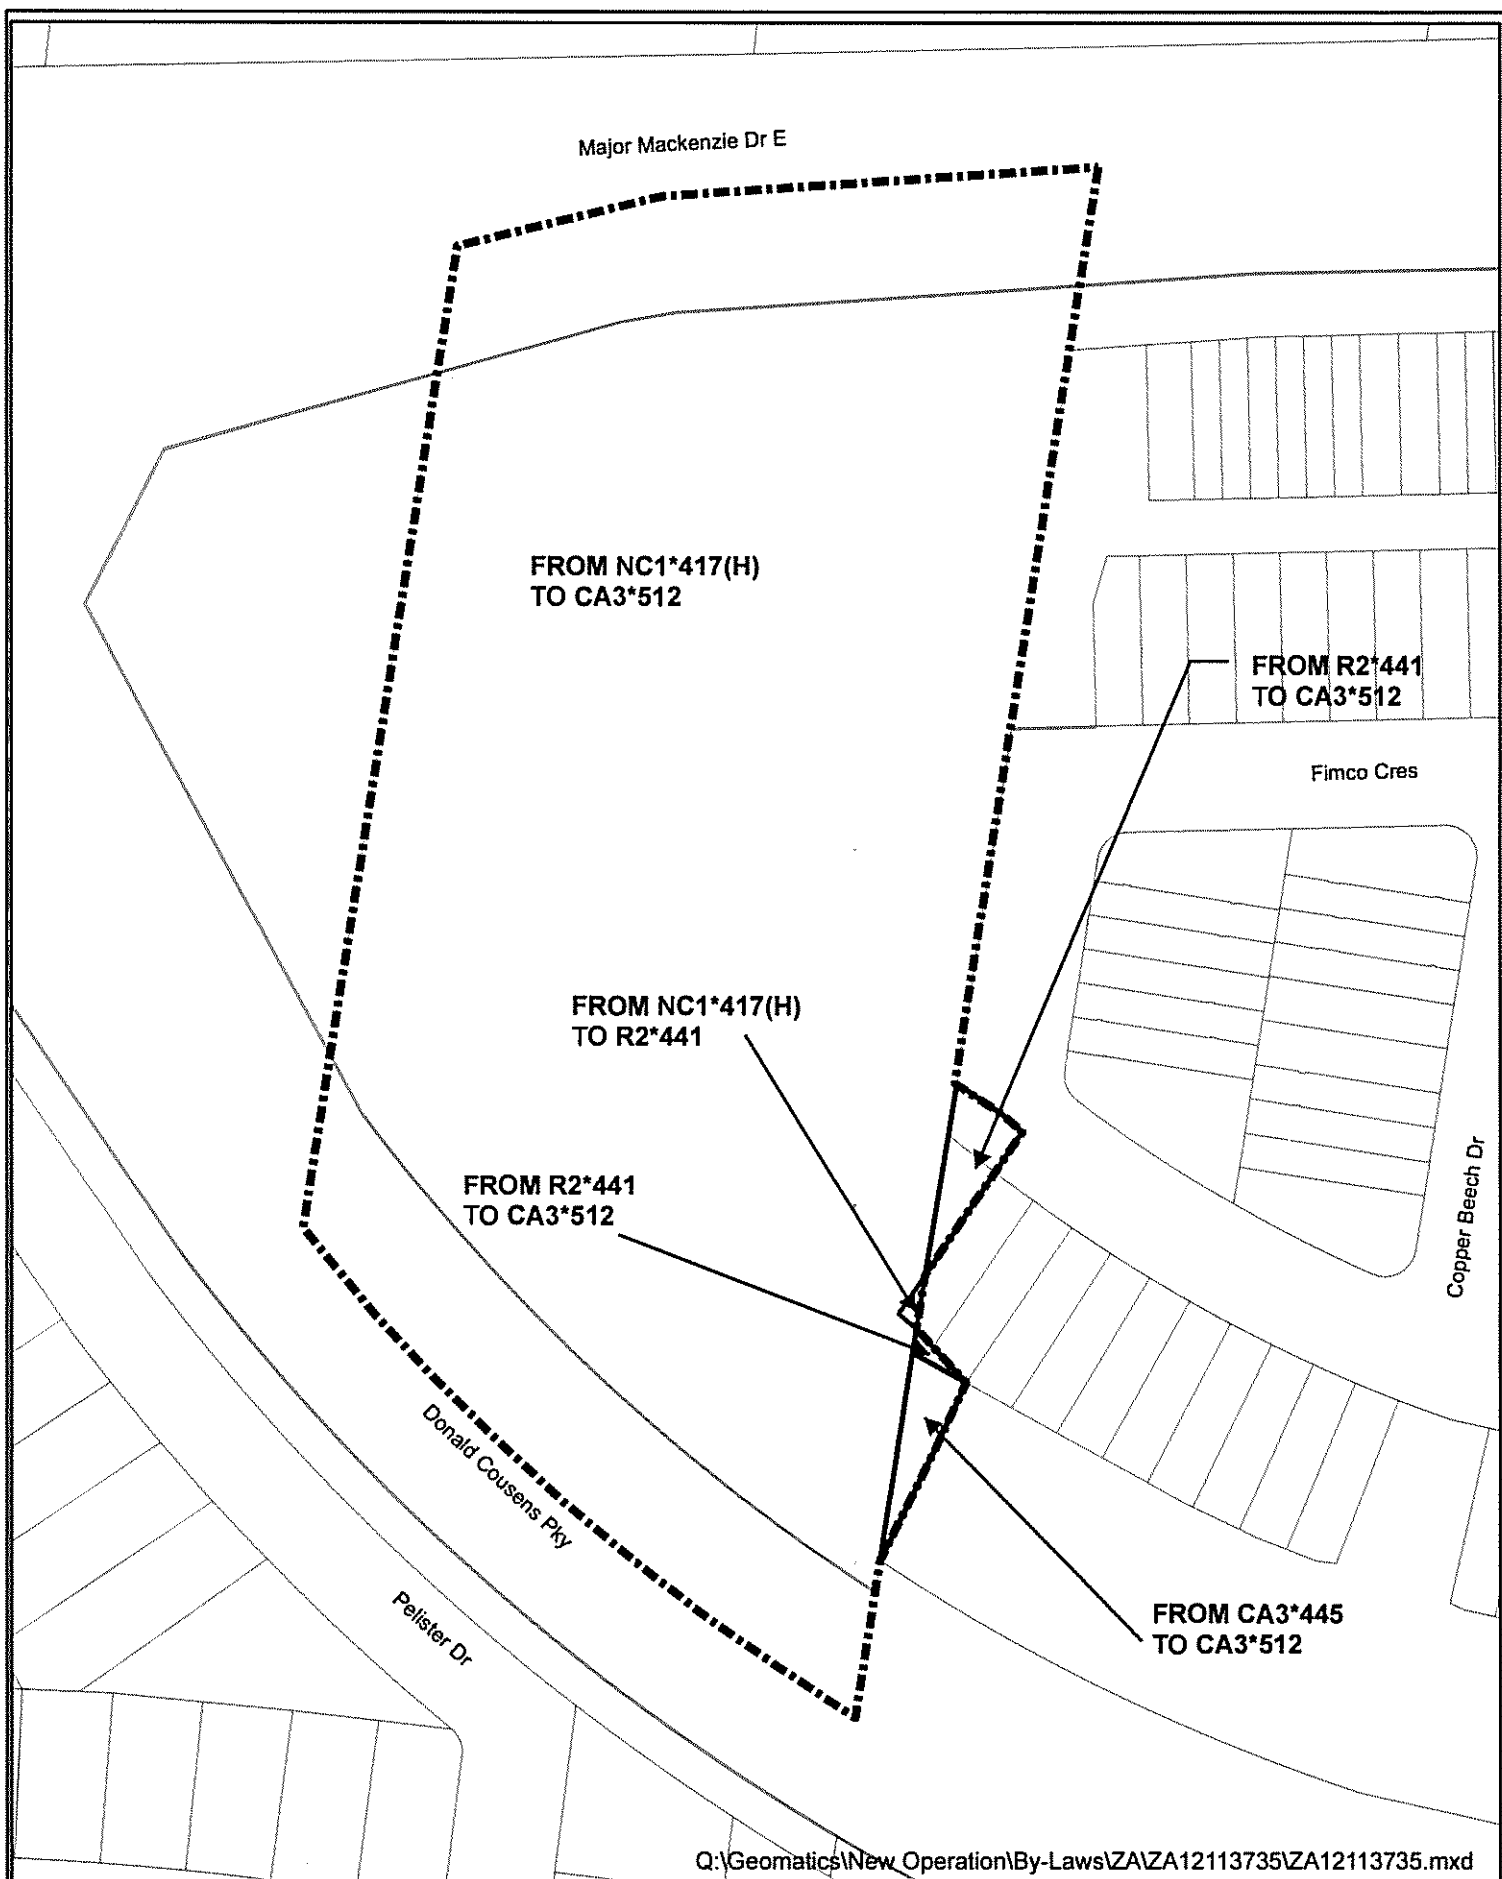 Major Mackenzie Dr E
FROM NC1*417(H)
TO CA3*512
FROM R2*441
TO CA3*512
Fimco Cres
FROM NC1*417(H)
TO R2*441
FROM R2*441
TO CA3*512
Copper Beech Dr
Donald Cousens Pky
Pelister Dr
FROM CA3*445
TO CA3*512
Q:\Geomatics\New Operation\By-Laws\ZA\ZA12113735\ZA12113735.mxd